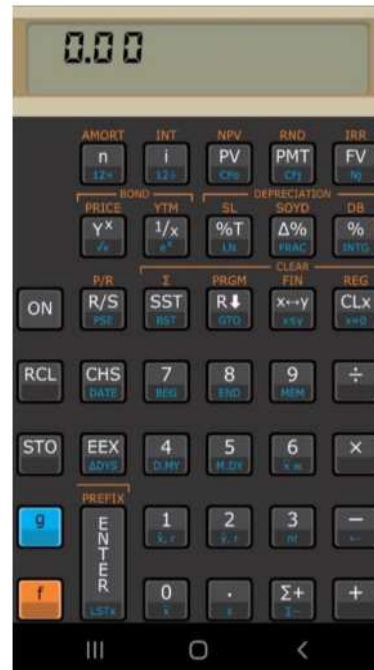 0.00
AMORT INT NPV RND IRR
n i PV PMT FV
12× 12÷ CFo CFj Nj
BOND DEPRECIATION
PRICE YTM SL SOYD DB
Yˣ 1/x %T Δ% %
√x eˣ LN FRAC INTG
CLEAR
P/R Σ PRGM FIN REG
ON R/S SST R⬇ x↔y CLx
PSE BST GTO x≤y x=0
RCL CHS 7 8 9 ÷
DATE BEG END MEM
STO EEX 4 5 6 ×
ΔDYS D.MY M.DY x̄ w
PREFIX
g ENTER 1 2 3 −
x̂, r ŷ, r n!
f 0 . Σ+ +
LSTx x̄ s Σ−